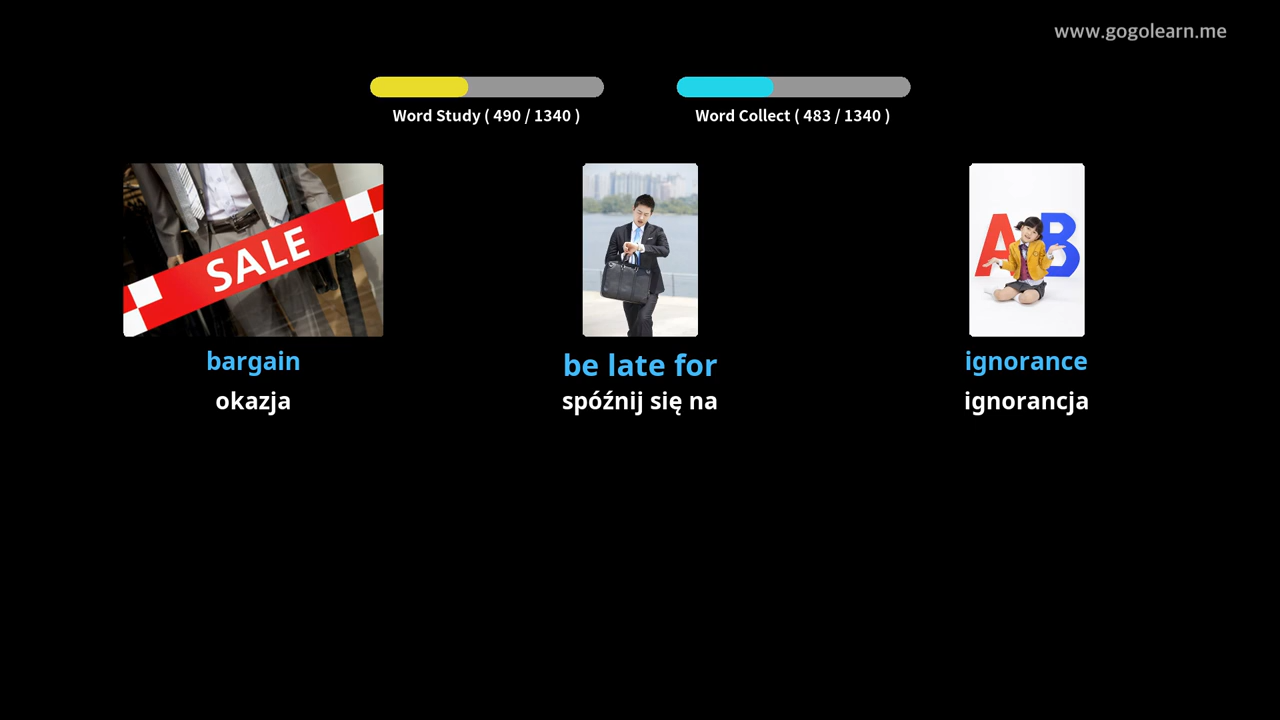 www.gogolearn.me
Word Study ( 490 / 1340 )
Word Collect ( 483 / 1340 )
SALE
AB
bargain
be late for
ignorance
okazja
spóźnij się na
ignorancja